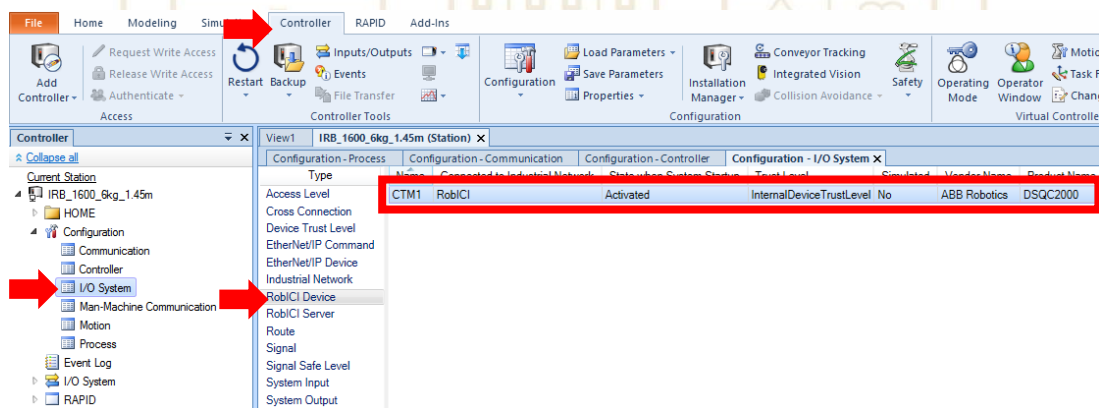 File Home Modeling Controller RAPID Add-Ins
Request Write Access
Release Write Access
Authenticate
Add
Controller
Access
Restart Backup
Inputs/Outputs
Events
File Transfer
Controller Tools
Configuration
Load Parameters
Save Parameters
Properties
Installation
Manager
Conveyor Tracking
Integrated Vision
Collision Avoidance
Safety
Configuration
Operating
Mode
Operator
Window
Virtual Controlle
Controller
Collapse all
Current Station
IRB_1600_6kg_1.45m
HOME
Configuration
Communication
Controller
I/O System
Man-Machine Communication
Motion
Process
Event Log
I/O System
RAPID
View1 IRB_1600_6kg_1.45m (Station) X
Configuration - Process Configuration - Communication Configuration - Controller Configuration - I/O System X
Type Name Connected to Industrial Network State when System Startup Trust Level Simulated Vendor Name Product Name
Access Level
Cross Connection
Device Trust Level
EtherNet/IP Command
EtherNet/IP Device
Industrial Network
RobICI Device
RobICI Server
Route
Signal
Signal Safe Level
System Input
System Output
CTM1 RobICI Activated InternalDeviceTrustLevel No ABB Robotics DSQC2000